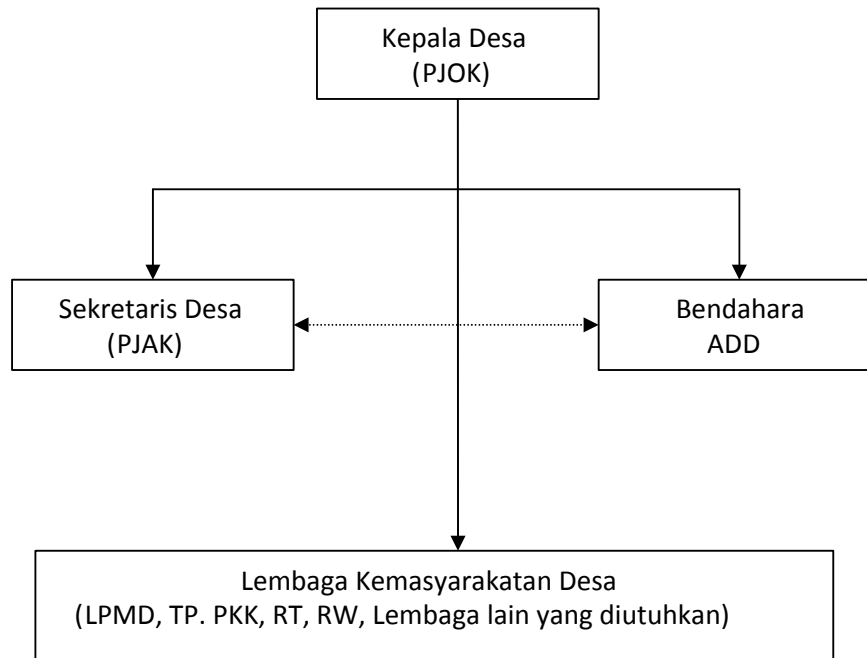 Kepala Desa
(PJOK)
Sekretaris Desa
(PJAK)
Bendahara
ADD
Lembaga Kemasyarakatan Desa
(LPMD, TP. PKK, RT, RW, Lembaga lain yang diutuhkan)